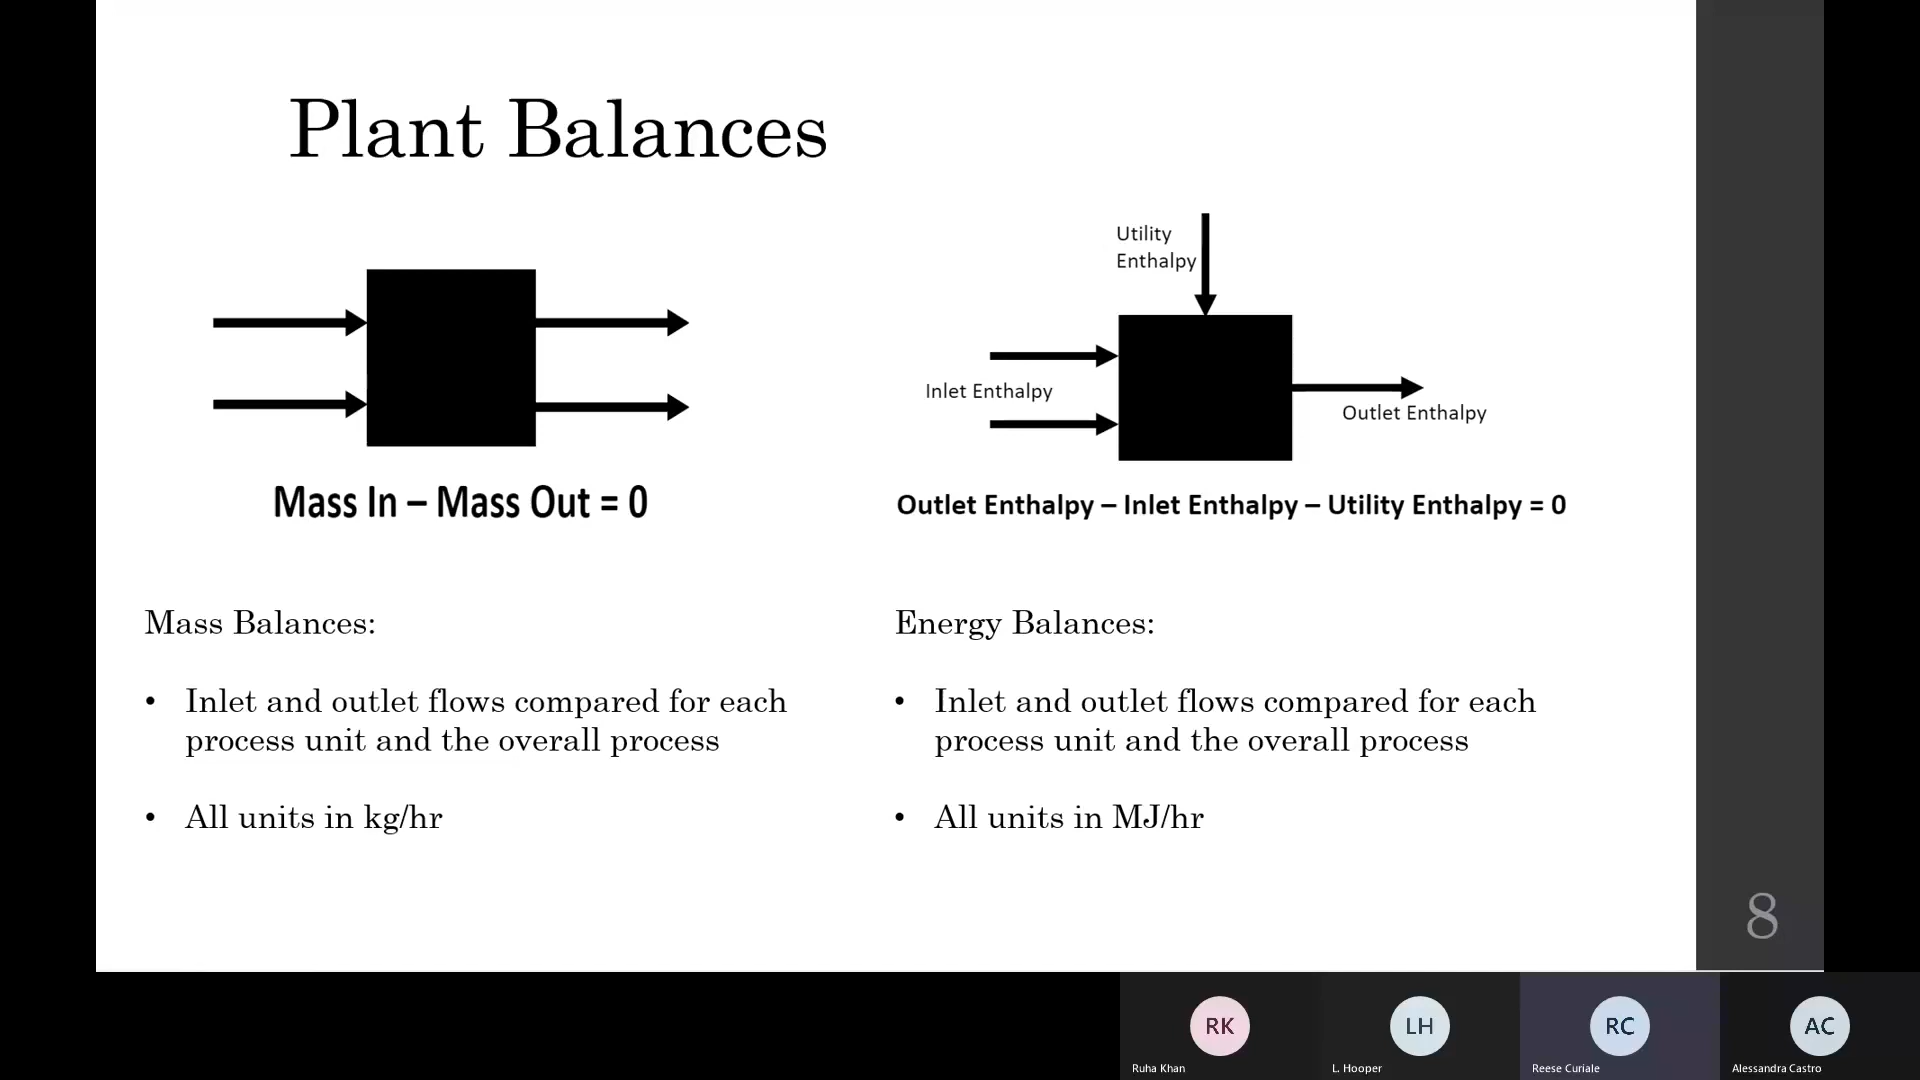 Plant Balances
Mass In – Mass Out = 0
Utility
Enthalpy
Inlet Enthalpy
Outlet Enthalpy
Outlet Enthalpy – Inlet Enthalpy – Utility Enthalpy = 0
Mass Balances:
• Inlet and outlet flows compared for each
process unit and the overall process
• All units in kg/hr
Energy Balances:
• Inlet and outlet flows compared for each
process unit and the overall process
• All units in MJ/hr
8
RK
Ruha Khan
LH
L. Hooper
RC
Reese Curiale
AC
Alessandra Castro